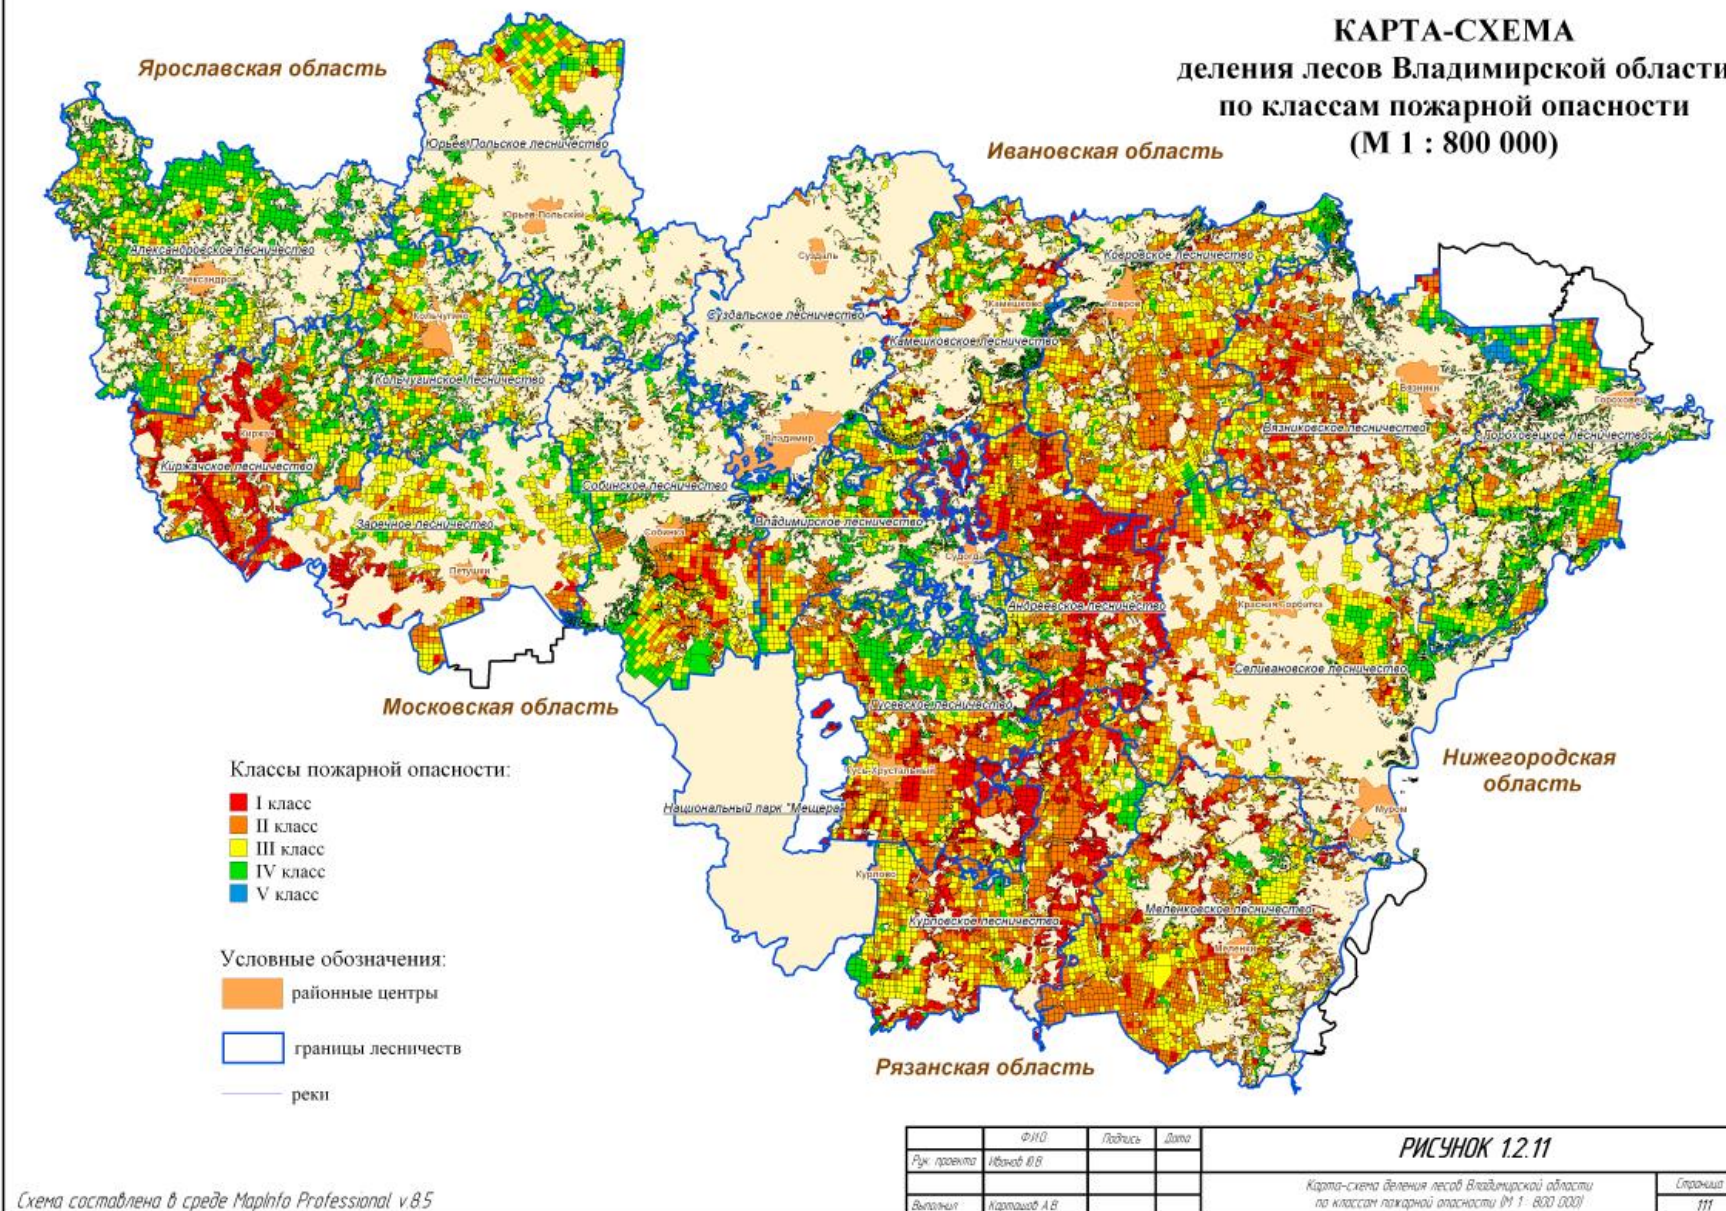 КАРТА-СХЕМА
деления лесов Владимирской области
по классам пожарной опасности
(М 1 : 800 000)
Ярославская область
Ивановская область
Юрьев-Польское лесничество
Юрьев-Польский
Александровское лесничество
Александров
Суздаль
Ковровское лесничество
Камешково
Ковров
Кольчугино
Суздальское лесничество
Камешковское лесничество
Кольчугинское лесничество
Вязники
Гороховец
Киржач
Владимир
Вязниковское лесничество
Гороховецкое лесничество
Киржачское лесничество
Собинское лесничество
Заречное лесничество
Владимирское лесничество
Собинка
Судогда
Петушки
Андреевское лесничество
Красная Горбатка
Селивановское лесничество
Московская область
Гусевское лесничество
Нижегородская
область
Гусь-Хрустальный
Национальный парк "Мещера"
Муром
Курлово
Курловское лесничество
Меленковское лесничество
Меленки
Рязанская область
Классы пожарной опасности:
I класс
II класс
III класс
IV класс
V класс
Условные обозначения:
районные центры
границы лесничеств
реки
Схема составлена в среде MapInfo Professional v.8.5
Ф.И.О.
Подпись
Дата
РИСУНОК 1.2.11
Рук. проекта
Иванов Ю.В.
Карта-схема деления лесов Владимирской области
по классам пожарной опасности (М 1 : 800 000)
Страница
111
Выполнил
Карташов А.В.